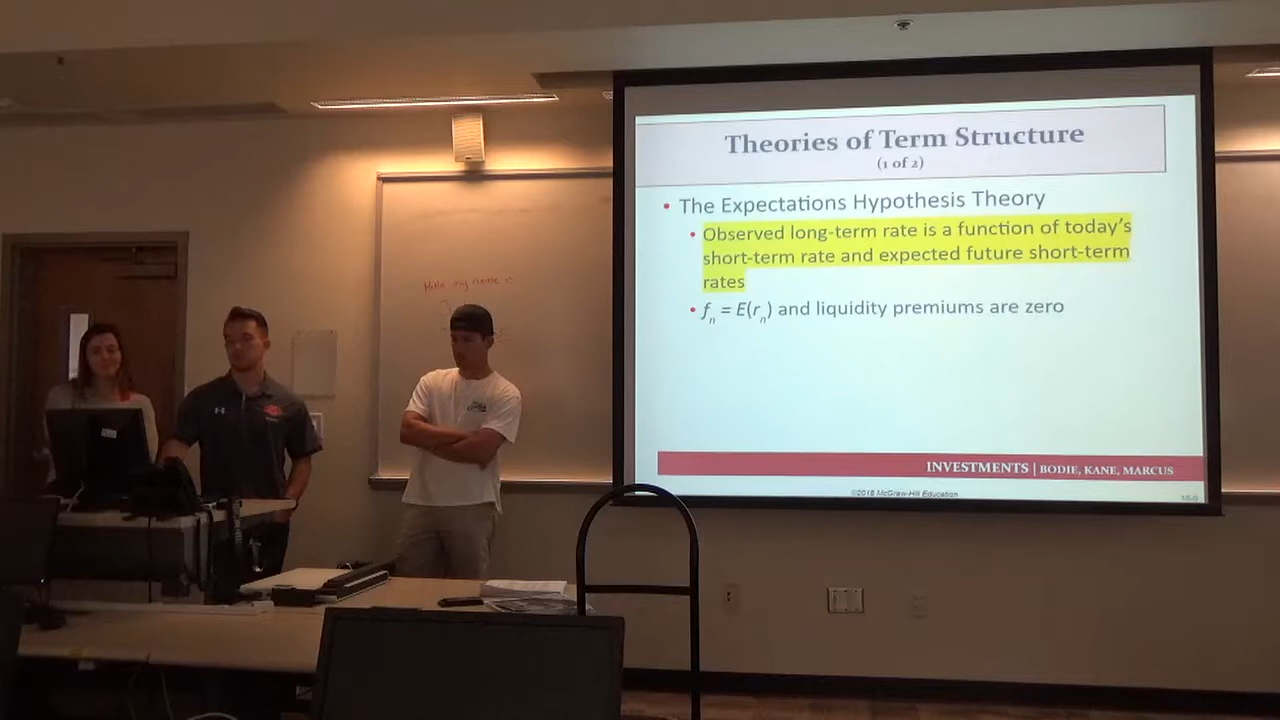 Theories of Term Structure
(1 of 2)
• The Expectations Hypothesis Theory
• Observed long-term rate is a function of today's
short-term rate and expected future short-term
rates
• fn = E(rn) and liquidity premiums are zero
INVESTMENTS | BODIE, KANE, MARCUS
©2018 McGraw-Hill Education
Hello my name is